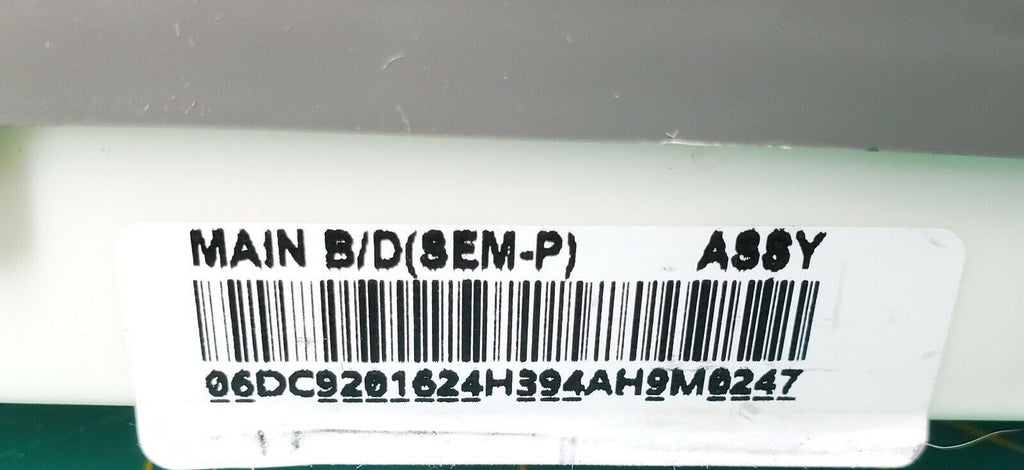 MAIN B/D(SEM-P) ASSY
06DC9201624H394AH9M0247